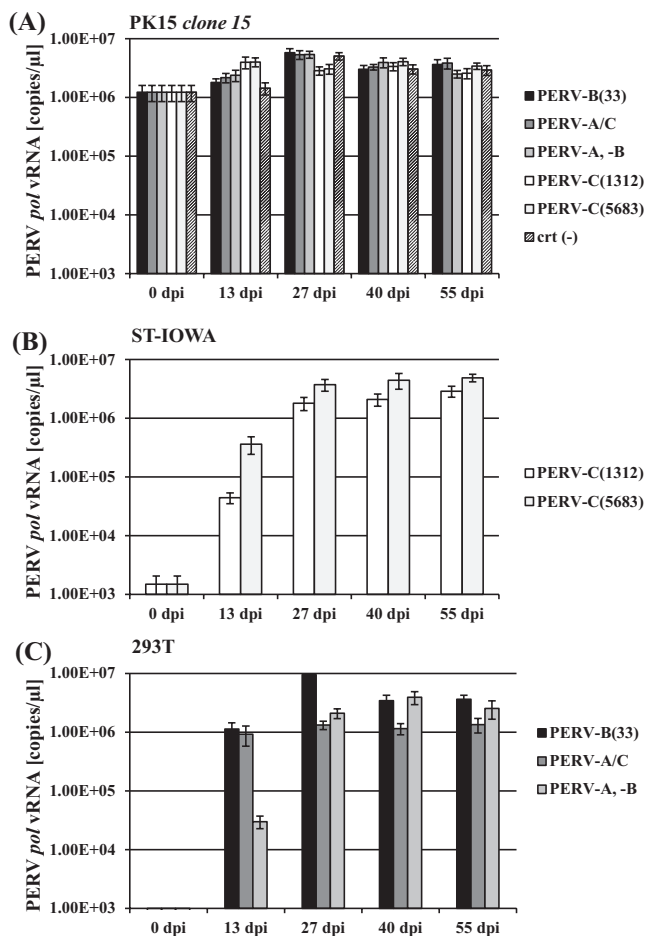 (A)
PK15 clone 15
PERV pol vRNA [copies/µl]
1.00E+07
1.00E+06
1.00E+05
1.00E+04
1.00E+03
0 dpi 13 dpi 27 dpi 40 dpi 55 dpi
PERV-B(33)
PERV-A/C
PERV-A, -B
PERV-C(1312)
PERV-C(5683)
crt (-)
(B)
ST-IOWA
PERV pol vRNA [copies/µl]
1.00E+07
1.00E+06
1.00E+05
1.00E+04
1.00E+03
0 dpi 13 dpi 27 dpi 40 dpi 55 dpi
PERV-C(1312)
PERV-C(5683)
(C)
293T
PERV pol vRNA [copies/µl]
1.00E+07
1.00E+06
1.00E+05
1.00E+04
1.00E+03
0 dpi 13 dpi 27 dpi 40 dpi 55 dpi
PERV-B(33)
PERV-A/C
PERV-A, -B